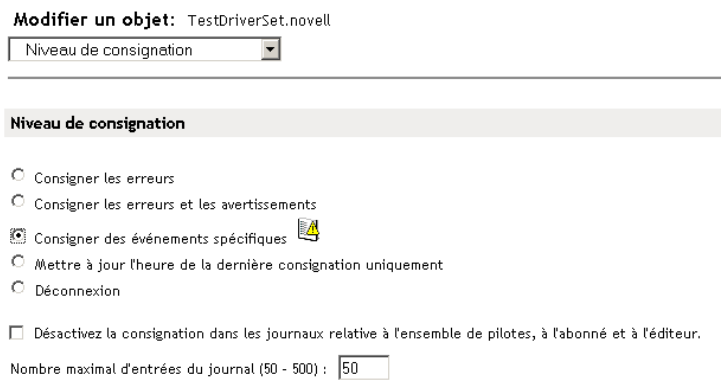 Modifier un objet: TestDriverSet.novell
Niveau de consignation
Niveau de consignation
Consigner les erreurs
Consigner les erreurs et les avertissements
Consigner des événements spécifiques
Mettre à jour l'heure de la dernière consignation uniquement
Déconnexion
Désactivez la consignation dans les journaux relative à l'ensemble de pilotes, à l'abonné et à l'éditeur.
Nombre maximal d'entrées du journal (50 - 500) : 50